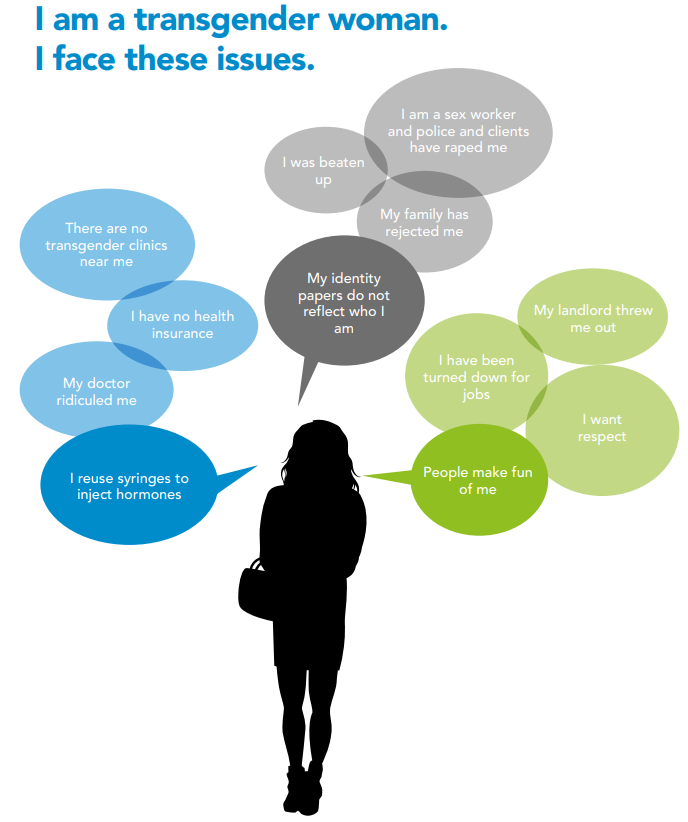 I am a transgender woman.
I face these issues.
I am a sex worker
and police and clients
have raped me
I was beaten
up
My family has
rejected me
My identity
papers do not
reflect who I
am
There are no
transgender clinics
near me
I have no health
insurance
My doctor
ridiculed me
I reuse syringes to
inject hormones
My landlord threw
me out
I have been
turned down for
jobs
I want
respect
People make fun
of me